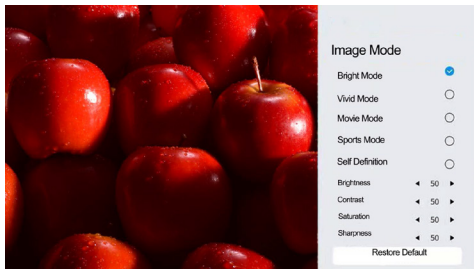 Image Mode
Bright Mode
Vivid Mode
Movie Mode
Sports Mode
Self Definition
Brightness 50
Contrast 50
Saturation 50
Sharpness 50
Restore Default